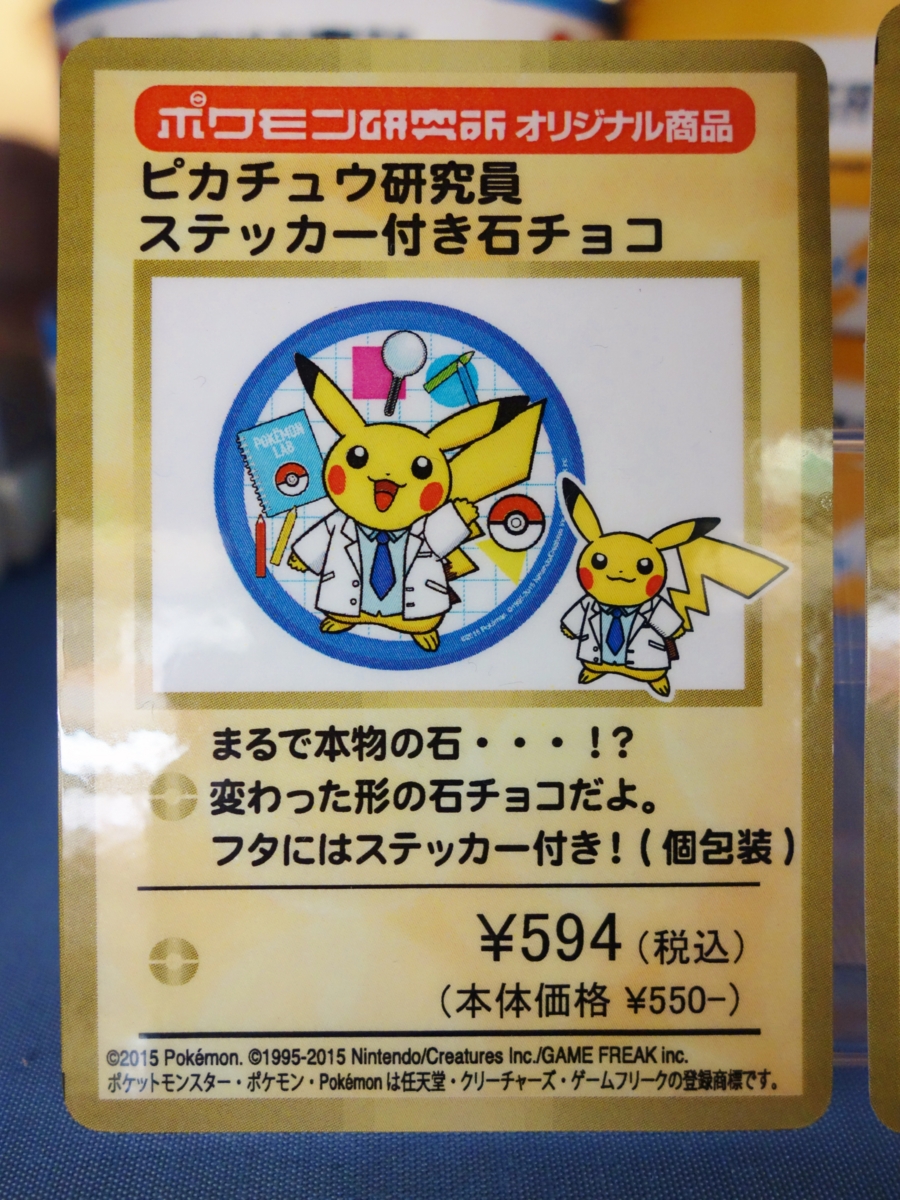 ポケモン研究所 オリジナル商品
ピカチュウ研究員
ステッカー付き石チョコ
POKÉMON
LAB
まるで本物の石・・・!?
変わった形の石チョコだよ。
フタにはステッカー付き!(個包装)
¥594(税込)
(本体価格 ¥550-)
©2015 Pokémon. ©1995-2015 Nintendo/Creatures Inc./GAME FREAK inc.
ポケットモンスター・ポケモン・Pokémonは任天堂・クリーチャーズ・ゲームフリークの登録商標です。